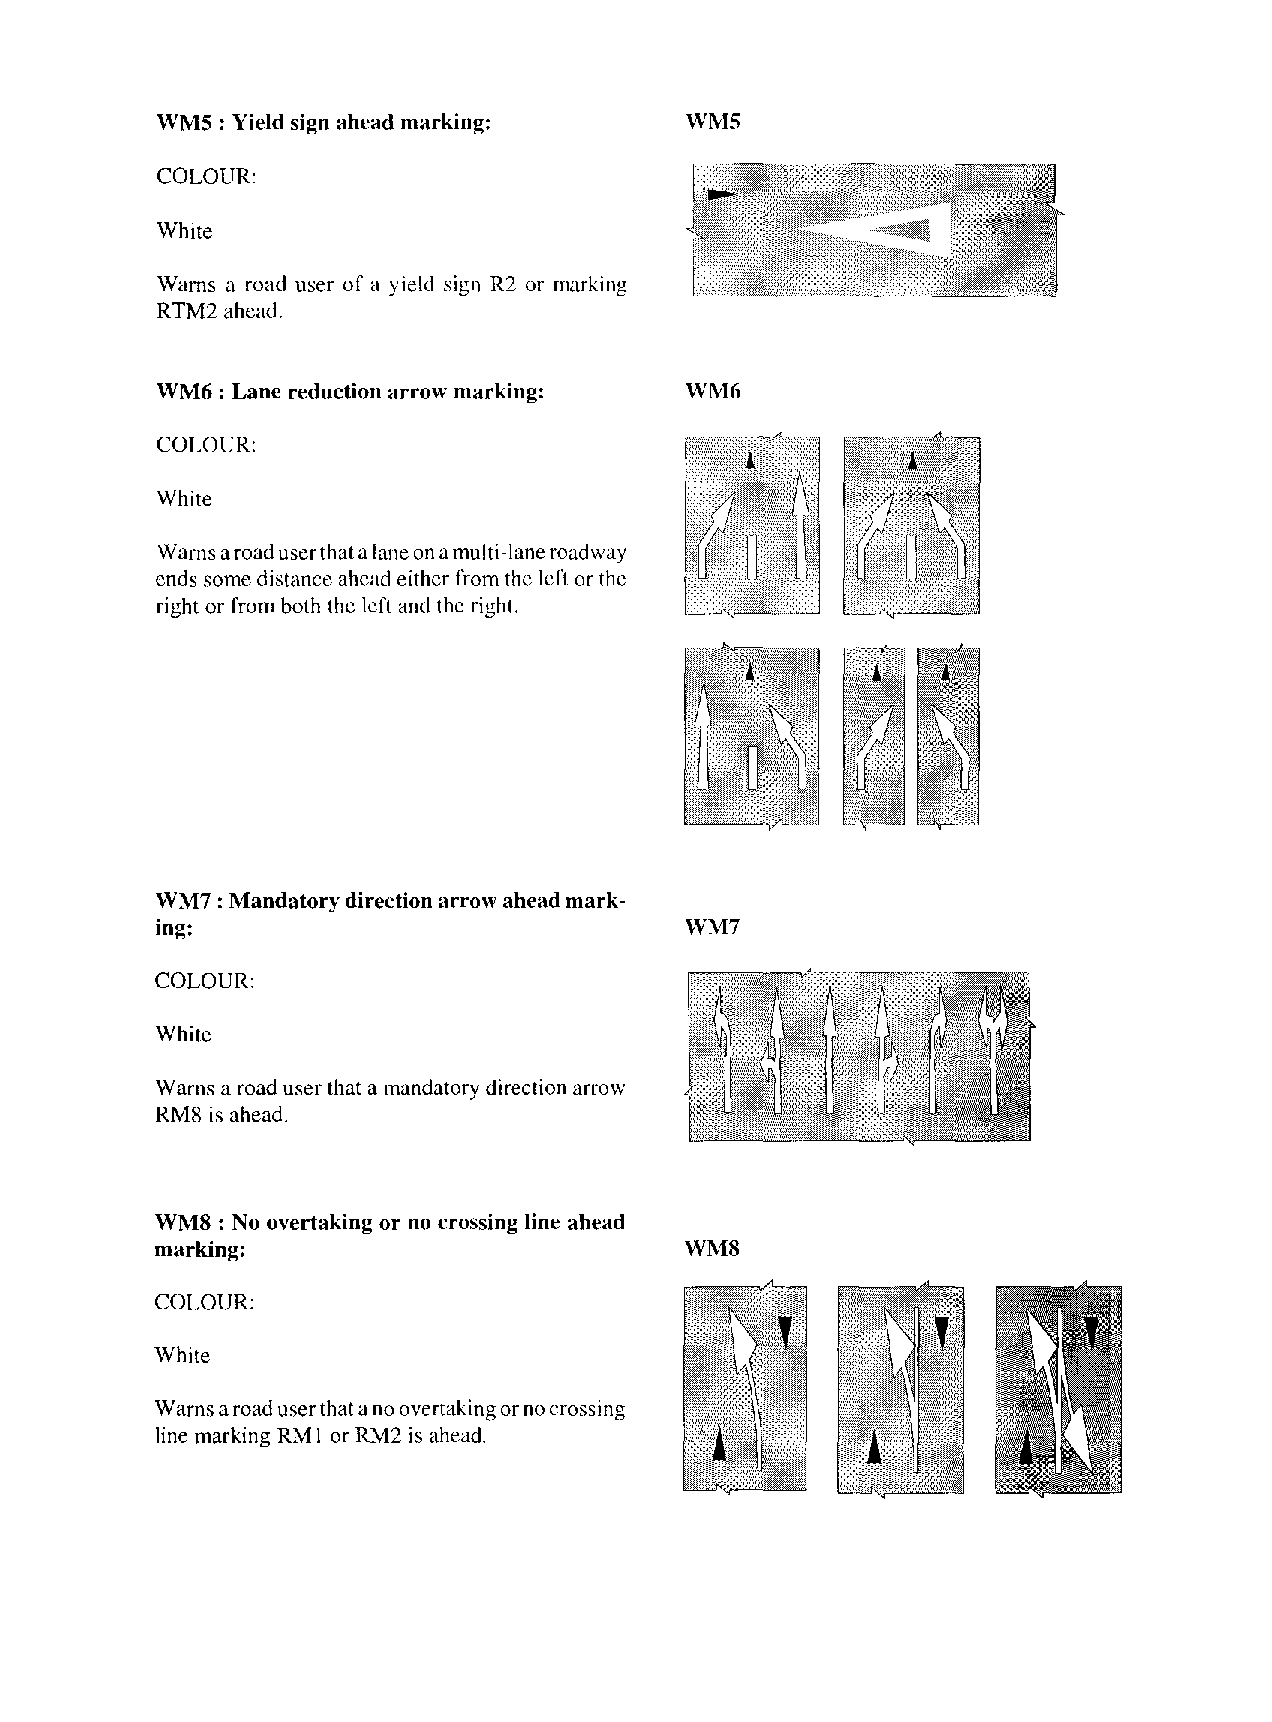 WM5 : Yield sign ahead marking:
WM5
COLOUR:
White
Warns a road user of a yield sign R2 or marking
RTM2 ahead.
WM6 : Lane reduction arrow marking:
WM6
COLOUR:
White
Warns a road user that a lane on a multi-lane roadway
ends some distance ahead either from the left or the
right or from both the left and the right.
WM7 : Mandatory direction arrow ahead mark-
ing:
WM7
COLOUR:
White
Warns a road user that a mandatory direction arrow
RM8 is ahead.
WM8 : No overtaking or no crossing line ahead
marking:
WM8
COLOUR:
White
Warns a road user that a no overtaking or no crossing
line marking RM1 or RM2 is ahead.